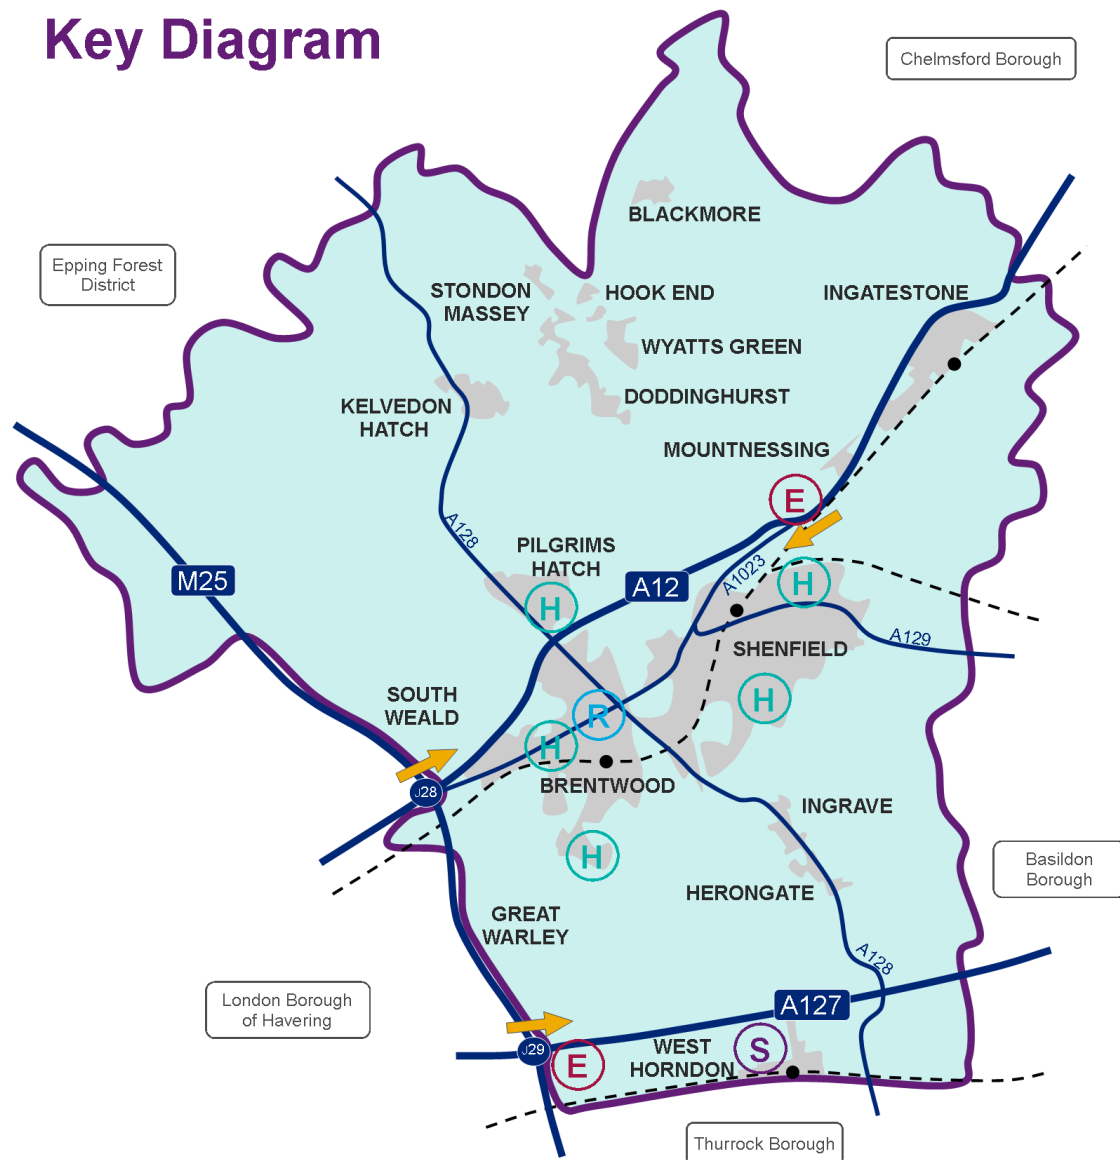 Key Diagram
Chelmsford Borough
BLACKMORE
Epping Forest
District
STONDON
MASSEY
HOOK END
INGATESTONE
WYATTS GREEN
DODDINGHURST
KELVEDON
HATCH
MOUNTNESSING
E
A128
PILGRIMS
HATCH
M25
A12
A1023
H
H
A129
SHENFIELD
SOUTH
WEALD
H
R
H
BRENTWOOD
J28
INGRAVE
H
Basildon
Borough
HERONGATE
GREAT
WARLEY
A128
London Borough
of Havering
A127
J29
E
WEST
HORNDON
S
Thurrock Borough